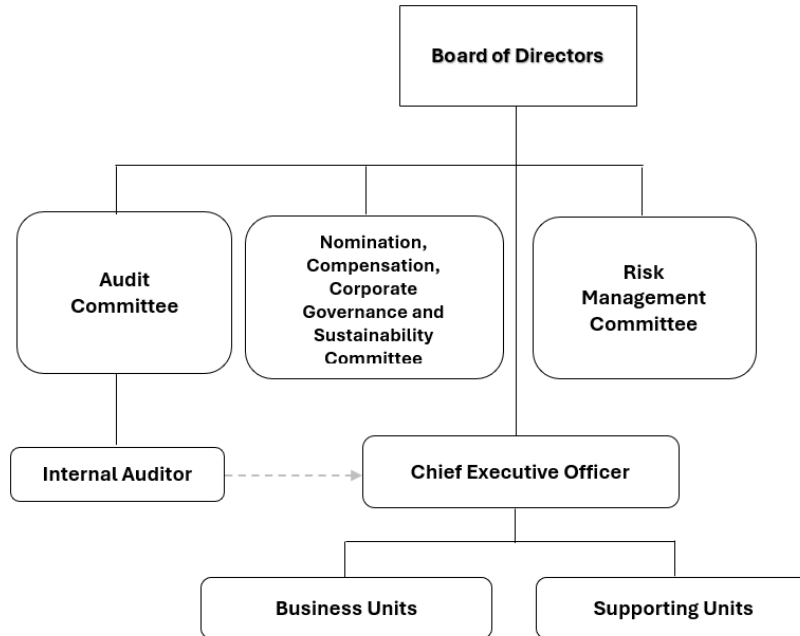 Board of Directors
Audit
Committee
Nomination,
Compensation,
Corporate
Governance and
Sustainability
Committee
Risk
Management
Committee
Internal Auditor
Chief Executive Officer
Business Units
Supporting Units